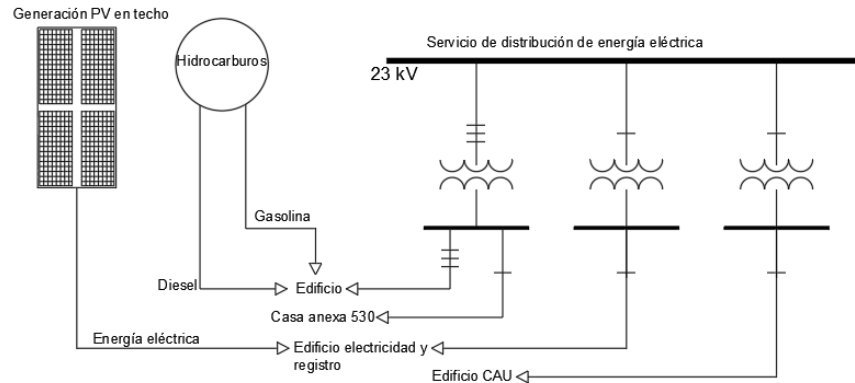 Generación PV en techo
Hidrocarburos
Servicio de distribución de energía eléctrica
23 kV
Gasolina
Diesel
Edificio
Casa anexa 530
Energía eléctrica
Edificio electricidad y
registro
Edificio CAU